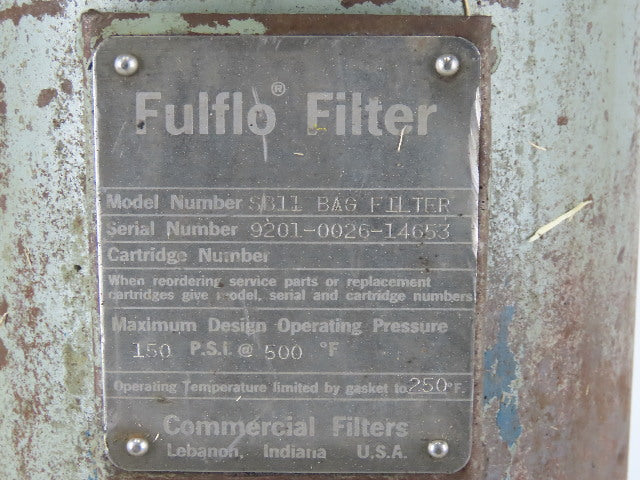 Fulflo® Filter
Model Number SB11 BAG FILTER
Serial Number 9201-0026-14653
Cartridge Number
When reordering service parts or replacement
cartridges give model, serial and cartridge numbers
Maximum Design Operating Pressure
150 P.S.I. @ 500 °F
Operating Temperature limited by gasket to 250°F.
Commercial Filters
Lebanon, Indiana U.S.A.